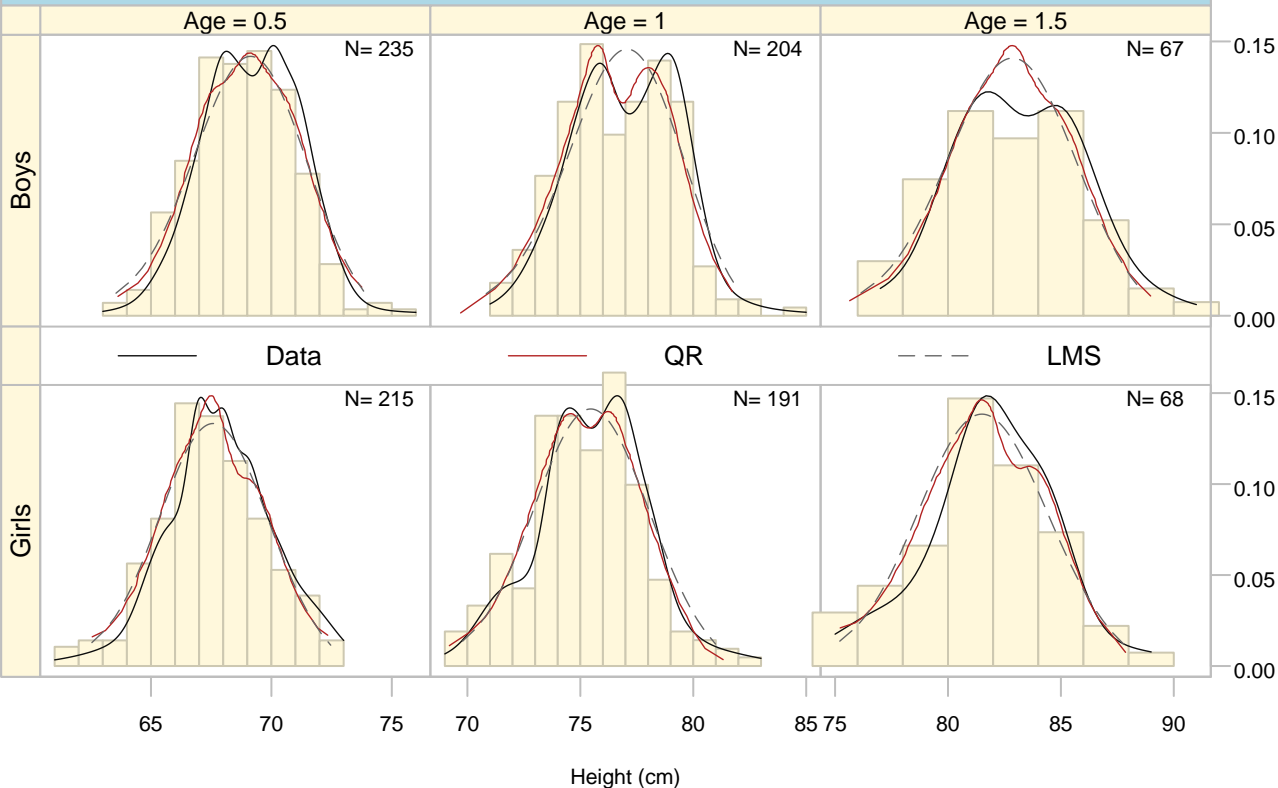 Age = 0.5 Age = 1 Age = 1.5
Boys
N= 235 N= 204 N= 67
0.15
0.10
0.05
0.00
Data QR LMS
Girls
N= 215 N= 191 N= 68
0.15
0.10
0.05
0.00
65 70 75 70 75 80 85 75 80 85 90
Height (cm)